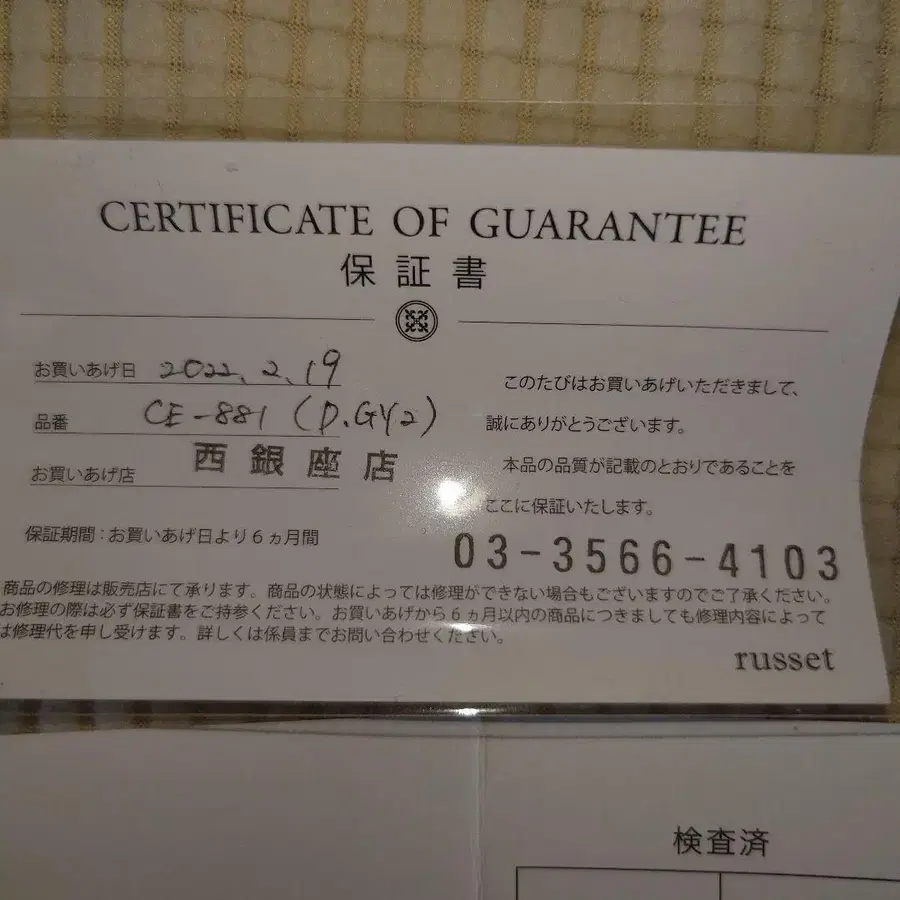 CERTIFICATE OF GUARANTEE
保証書
お買いあげ日 2022.2.19
品番 CE-881 (D.GY2)
お買いあげ店 西銀座店
保証期間：お買いあげ日より6ヵ月間
このたびはお買いあげいただきまして、
誠にありがとうございます。
本品の品質が記載のとおりであることを
ここに保証いたします。
03-3566-4103
商品の修理は販売店にて承ります。商品の状態によっては修理ができない場合もございますのでご了承ください。
お修理の際は必ず保証書をご持参ください。お買いあげから6ヵ月以内の商品につきましても修理内容によって
は修理代を申し受けます。詳しくは係員までお問い合わせください。
russet
検査済